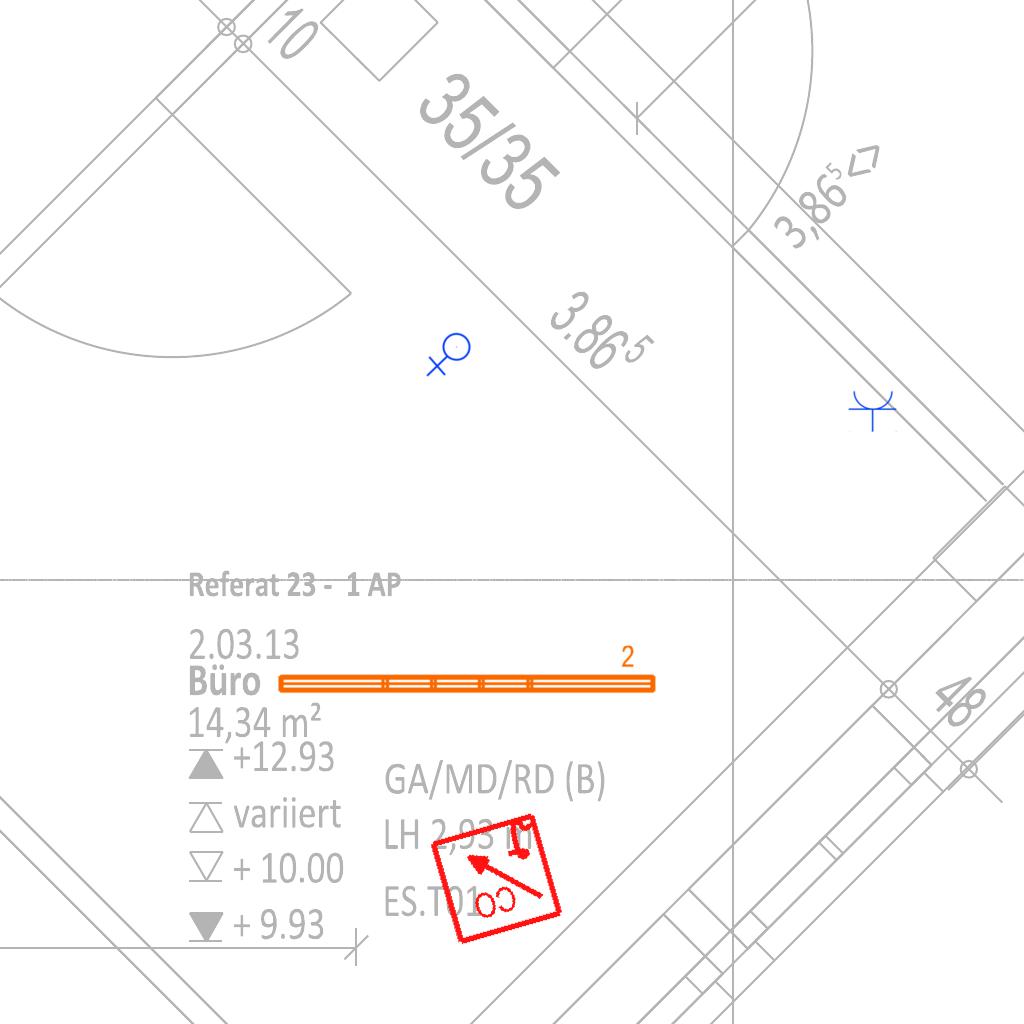 10
35/35
3,86⁵ <>
3.86⁵
Referat 23 - 1 AP
2.03.13
2
Büro
14,34 m²
+12.93
GA/MD/RD (B)
variiert
LH 2,93 m
+ 10.00
ES.T01
CO
+ 9.93
48